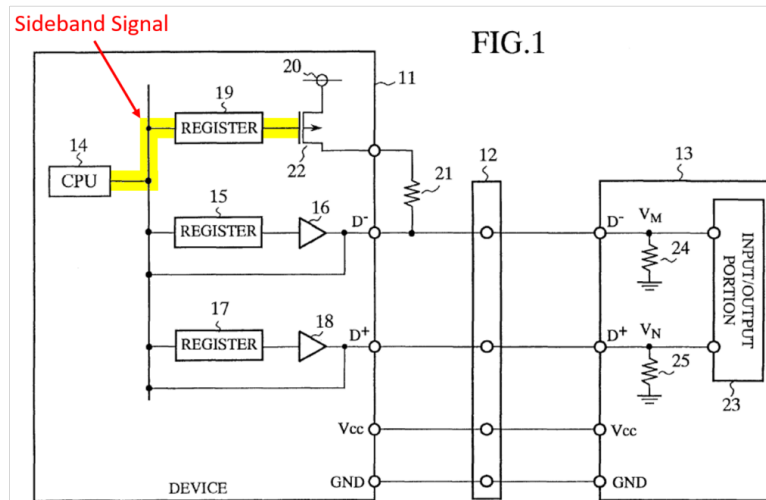 Sideband Signal
FIG.1
20
11
19
REGISTER
14
22
CPU
21
12
13
15
16
D-
D-
VM
REGISTER
24
INPUT/OUTPUT
PORTION
17
18
D+
D+
VN
REGISTER
25
23
Vcc
Vcc
DEVICE
GND
GND